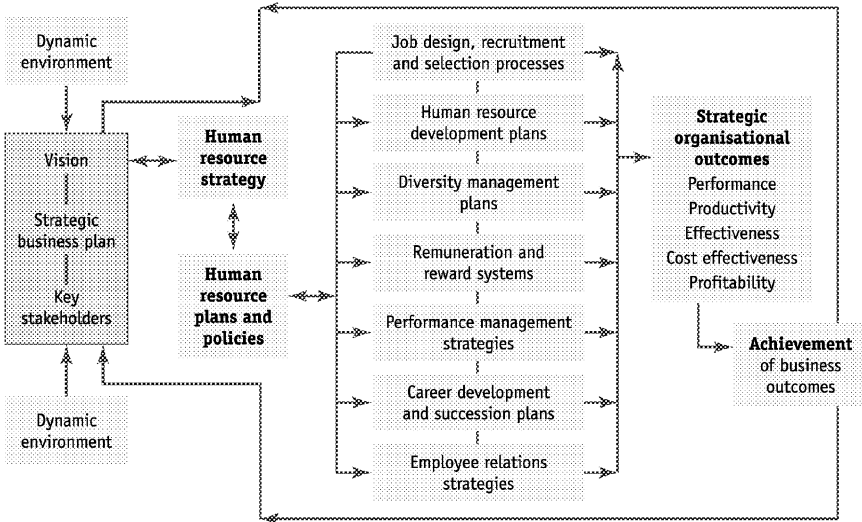 Dynamic
environment
Vision
Strategic
business plan
Key
stakeholders
Dynamic
environment
Human
resource
strategy
Human
resource
plans and
policies
Job design, recruitment
and selection processes
Human resource
development plans
Diversity management
plans
Remuneration and
reward systems
Performance management
strategies
Career development
and succession plans
Employee relations
strategies
Strategic
organisational
outcomes
Performance
Productivity
Effectiveness
Cost effectiveness
Profitability
Achievement
of business
outcomes